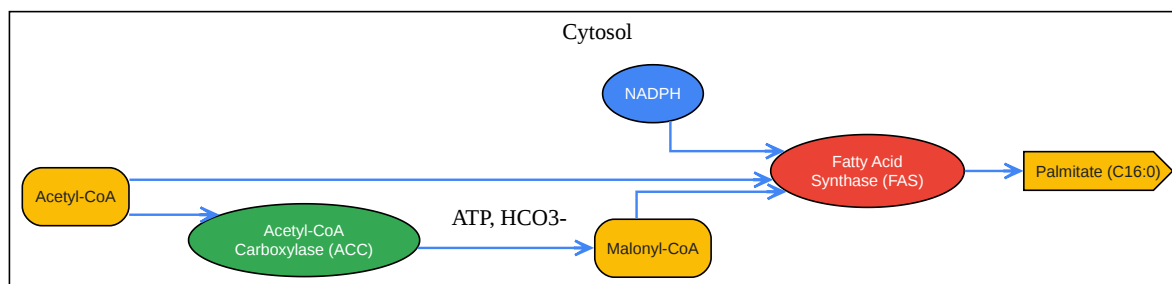 Cytosol
NADPH
Acetyl-CoA
Fatty Acid
Synthase (FAS)
Palmitate (C16:0)
Acetyl-CoA
Carboxylase (ACC)
ATP, HCO3-
Malonyl-CoA